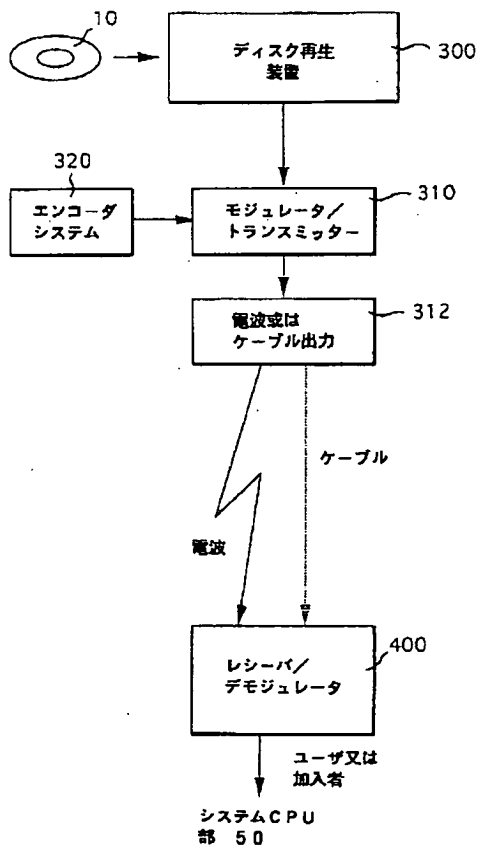 10
ディスク再生
装置
300
320
エンコーダ
システム
310
モジュレータ/
トランスミッター
312
電波或は
ケーブル出力
ケーブル
電波
400
レシーバ/
デモジュレータ
ユーザ又は
加入者
システムCPU
部 50